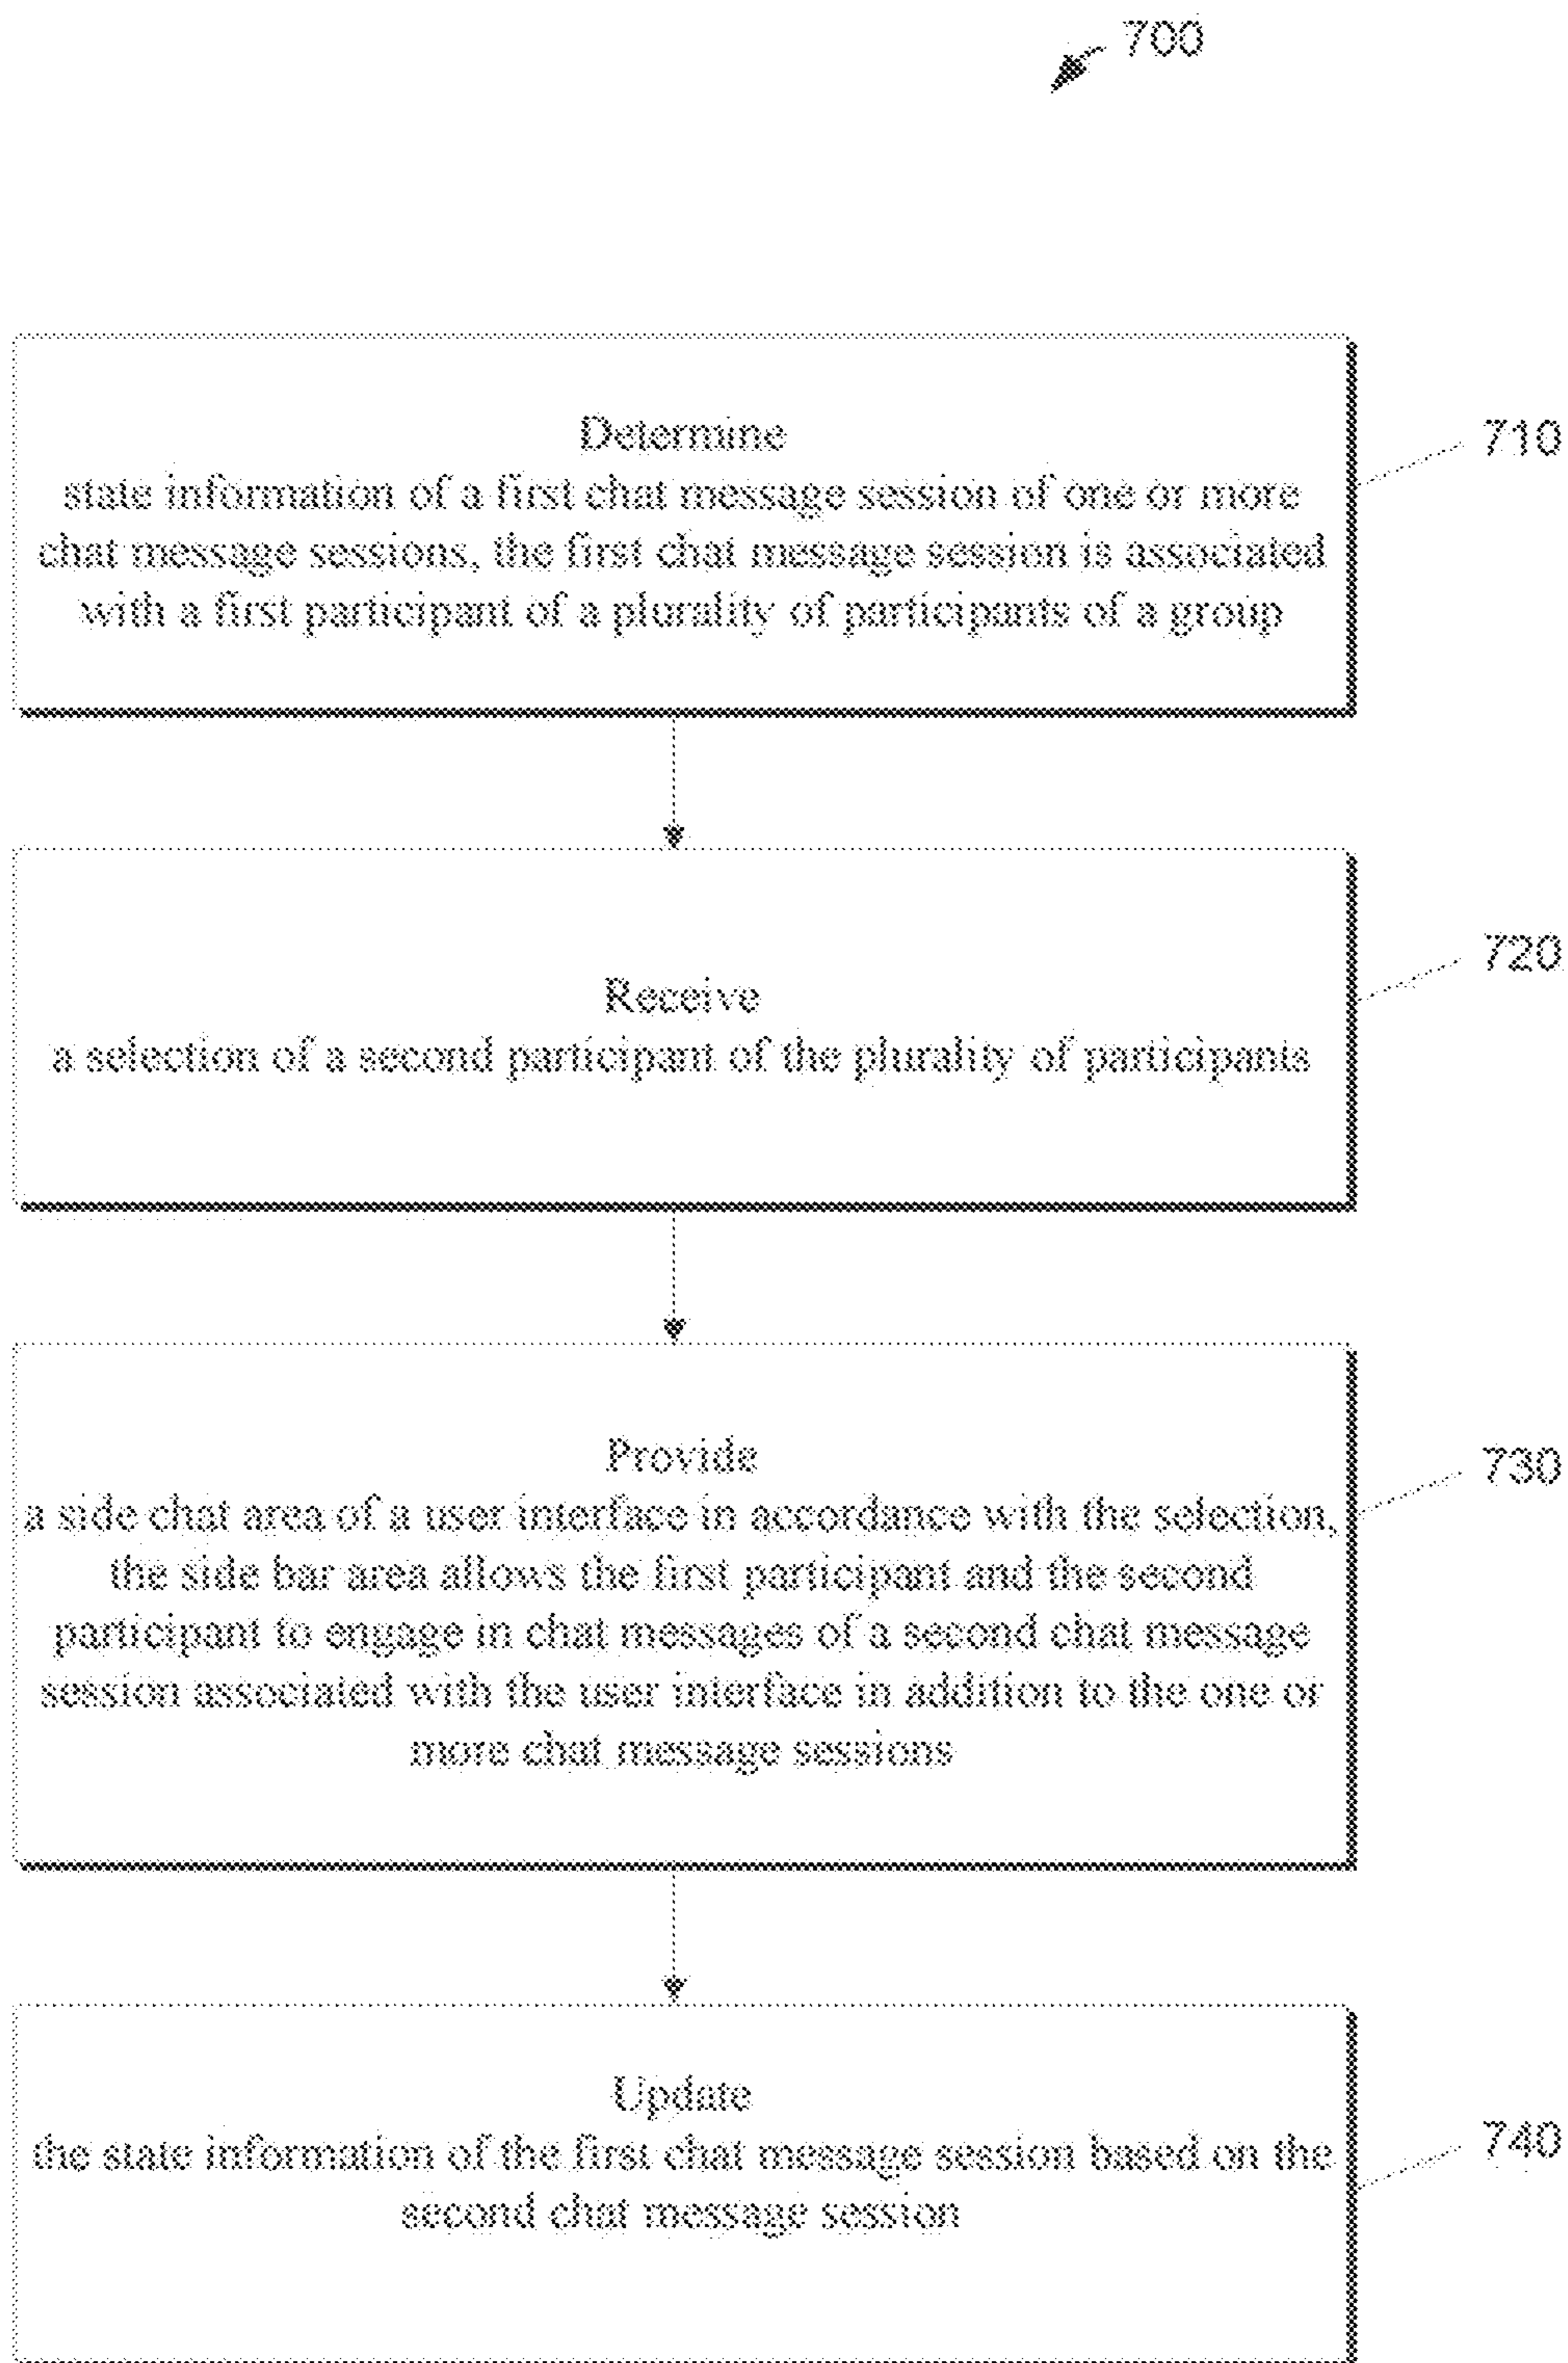 700
Determine
state information of a first chat message session of one or more
chat message sessions, the first chat message session is associated
with a first participant of a plurality of participants of a group
710
Receive
a selection of a second participant of the plurality of participants
720
Provide
a side chat area of a user interface in accordance with the selection,
the side bar area allows the first participant and the second
participant to engage in chat messages of a second chat message
session associated with the user interface in addition to the one or
more chat message sessions
730
Update
the state information of the first chat message session based on the
second chat message session
740